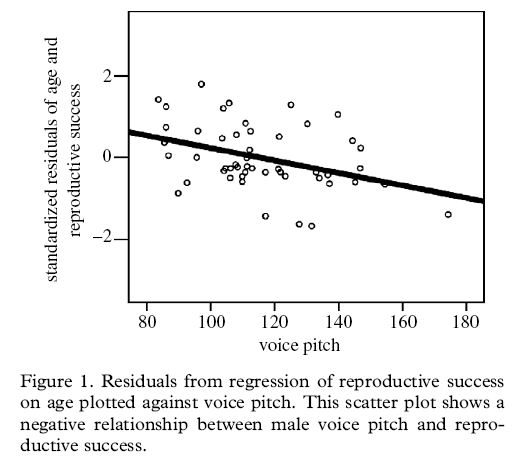 standardized residuals of age and
reproductive success
2
0
−2
80 100 120 140 160 180
voice pitch
Figure 1. Residuals from regression of reproductive success
on age plotted against voice pitch. This scatter plot shows a
negative relationship between male voice pitch and repro-
ductive success.